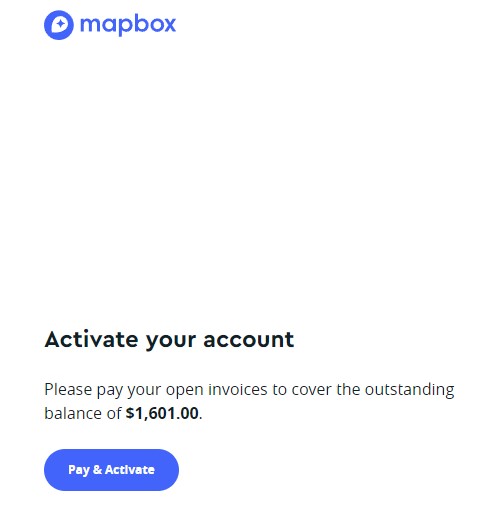 mapbox
Activate your account
Please pay your open invoices to cover the outstanding
balance of $1,601.00.
Pay & Activate